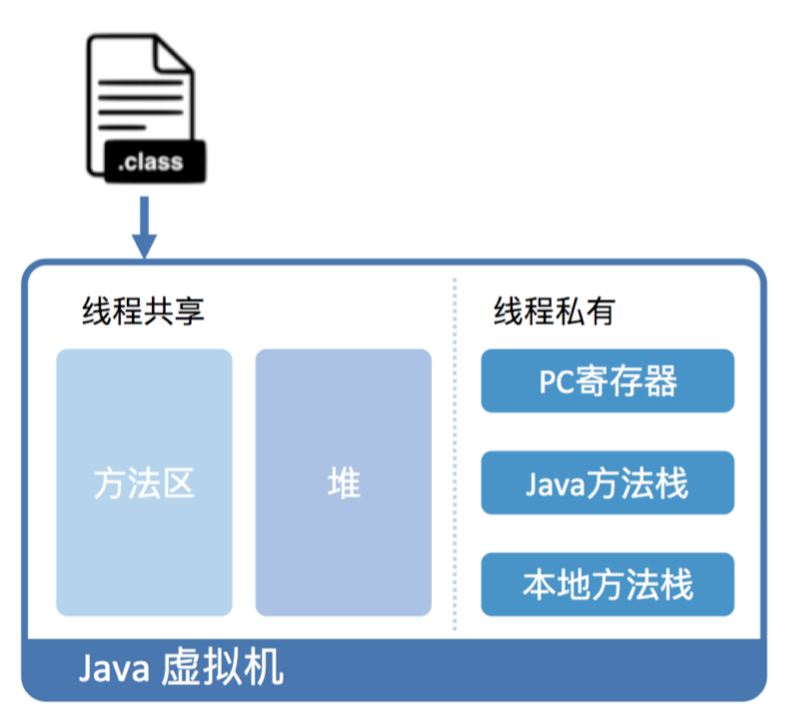 .class
线程共享
线程私有
方法区
堆
PC寄存器
Java方法栈
本地方法栈
Java 虚拟机